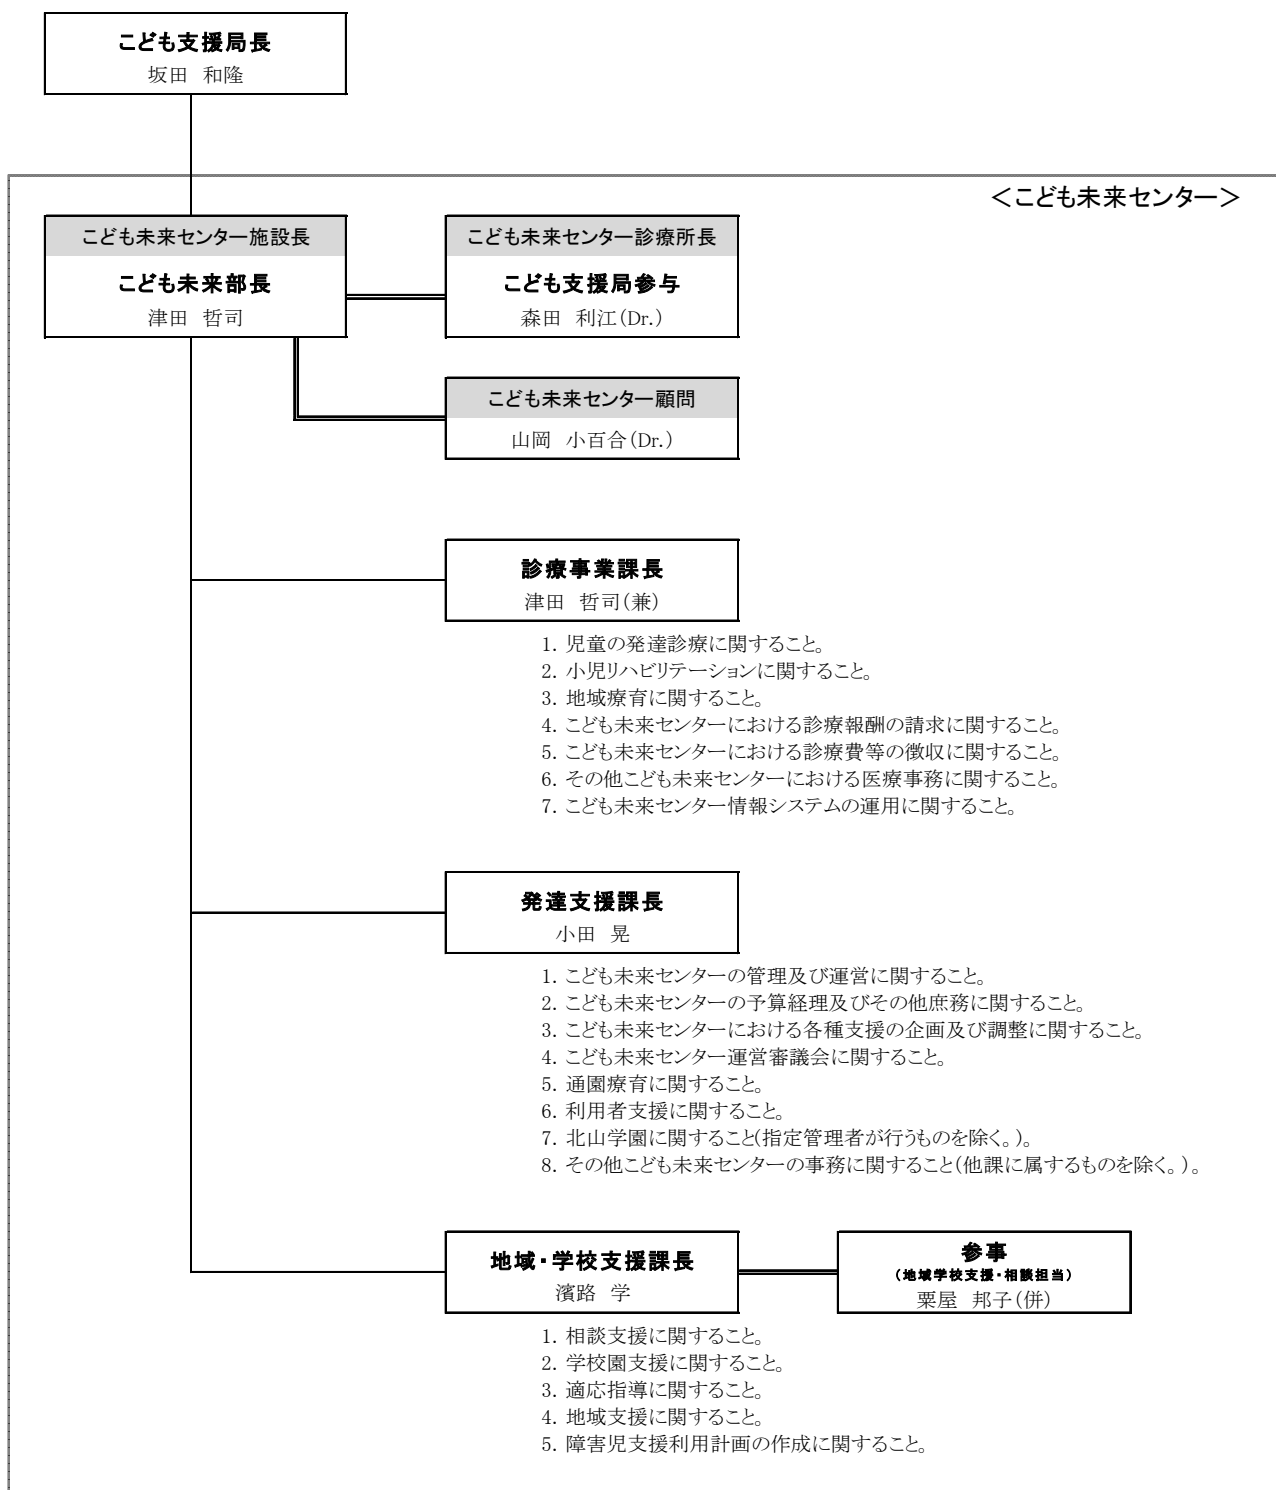 こども支援局長
坂田　和隆
＜こども未来センター＞
こども未来センター施設長
こども未来部長
津田　哲司
こども未来センター診療所長
こども支援局参与
森田　利江(Dr.)
こども未来センター顧問
山岡　小百合(Dr.)
診療事業課長
津田　哲司(兼)
1. 児童の発達診療に関すること。
2. 小児リハビリテーションに関すること。
3. 地域療育に関すること。
4. こども未来センターにおける診療報酬の請求に関すること。
5. こども未来センターにおける診療費等の徴収に関すること。
6. その他こども未来センターにおける医療事務に関すること。
7. こども未来センター情報システムの運用に関すること。
発達支援課長
小田　晃
1. こども未来センターの管理及び運営に関すること。
2. こども未来センターの予算経理及びその他庶務に関すること。
3. こども未来センターにおける各種支援の企画及び調整に関すること。
4. こども未来センター運営審議会に関すること。
5. 通園療育に関すること。
6. 利用者支援に関すること。
7. 北山学園に関すること(指定管理者が行うものを除く。)。
8. その他こども未来センターの事務に関すること(他課に属するものを除く。)。
地域・学校支援課長
濱路　学
参事
(地域学校支援・相談担当)
粟屋　邦子(併)
1. 相談支援に関すること。
2. 学校園支援に関すること。
3. 適応指導に関すること。
4. 地域支援に関すること。
5. 障害児支援利用計画の作成に関すること。